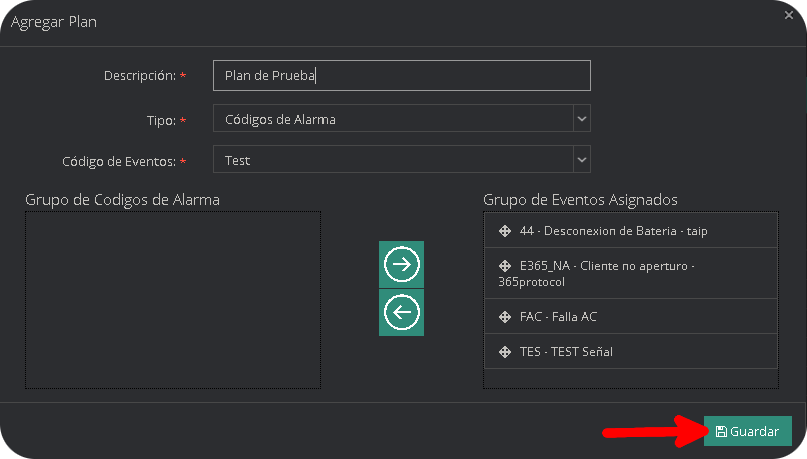 Agregar Plan
Descripción: * Plan de Prueba
Tipo: * Códigos de Alarma
Código de Eventos: * Test
Grupo de Codigos de Alarma
Grupo de Eventos Asignados
44 - Desconexion de Bateria - taip
E365_NA - Cliente no aperturo -
365protocol
FAC - Falla AC
TES - TEST Señal
Guardar